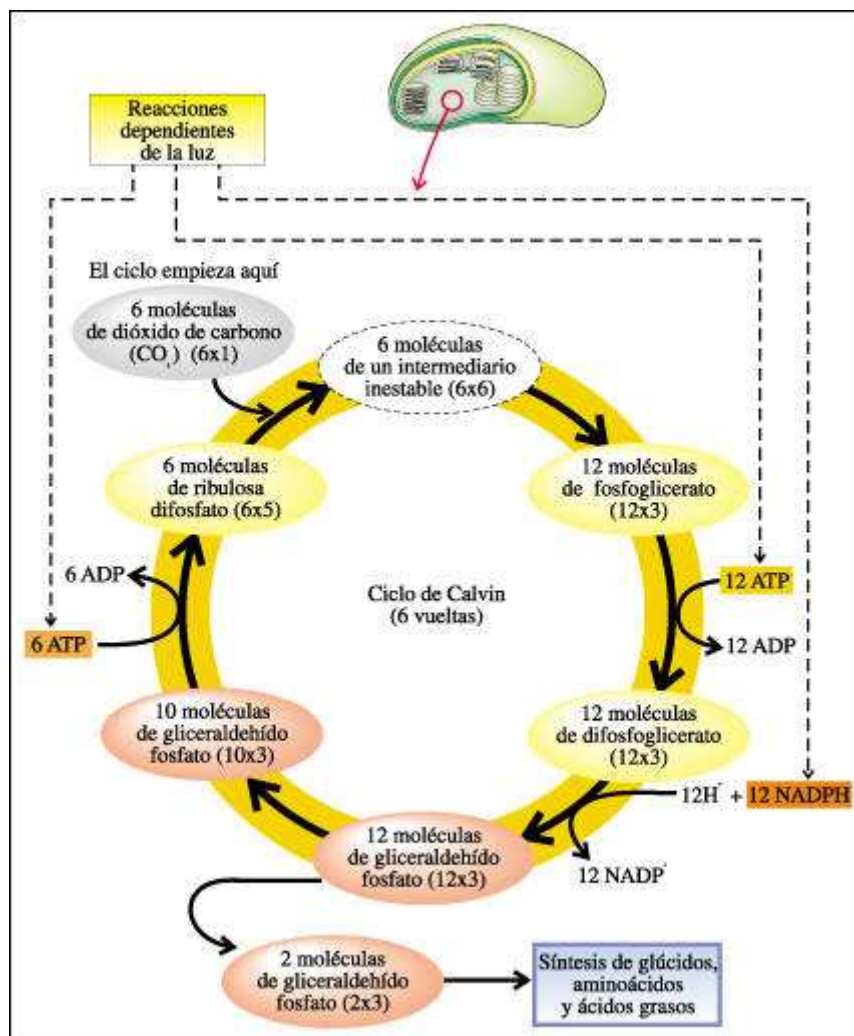 Reacciones
dependientes
de la luz
El ciclo empieza aquí
6 moléculas
de dióxido de carbono
(CO₂) (6x1)
6 moléculas
de un intermediario
inestable (6x6)
6 moléculas
de ribulosa
difosfato (6x5)
12 moléculas
de fosfoglicerato
(12x3)
6 ADP
6 ATP
Ciclo de Calvin
(6 vueltas)
12 ATP
12 ADP
10 moléculas
de gliceraldehído
fosfato (10x3)
12 moléculas
de difosfoglicerato
(12x3)
12H⁺ + 12 NADPH
12 NADP⁺
12 moléculas
de gliceraldehído
fosfato (12x3)
2 moléculas
de gliceraldehído
fosfato (2x3)
Síntesis de glúcidos,
aminoácidos
y ácidos grasos